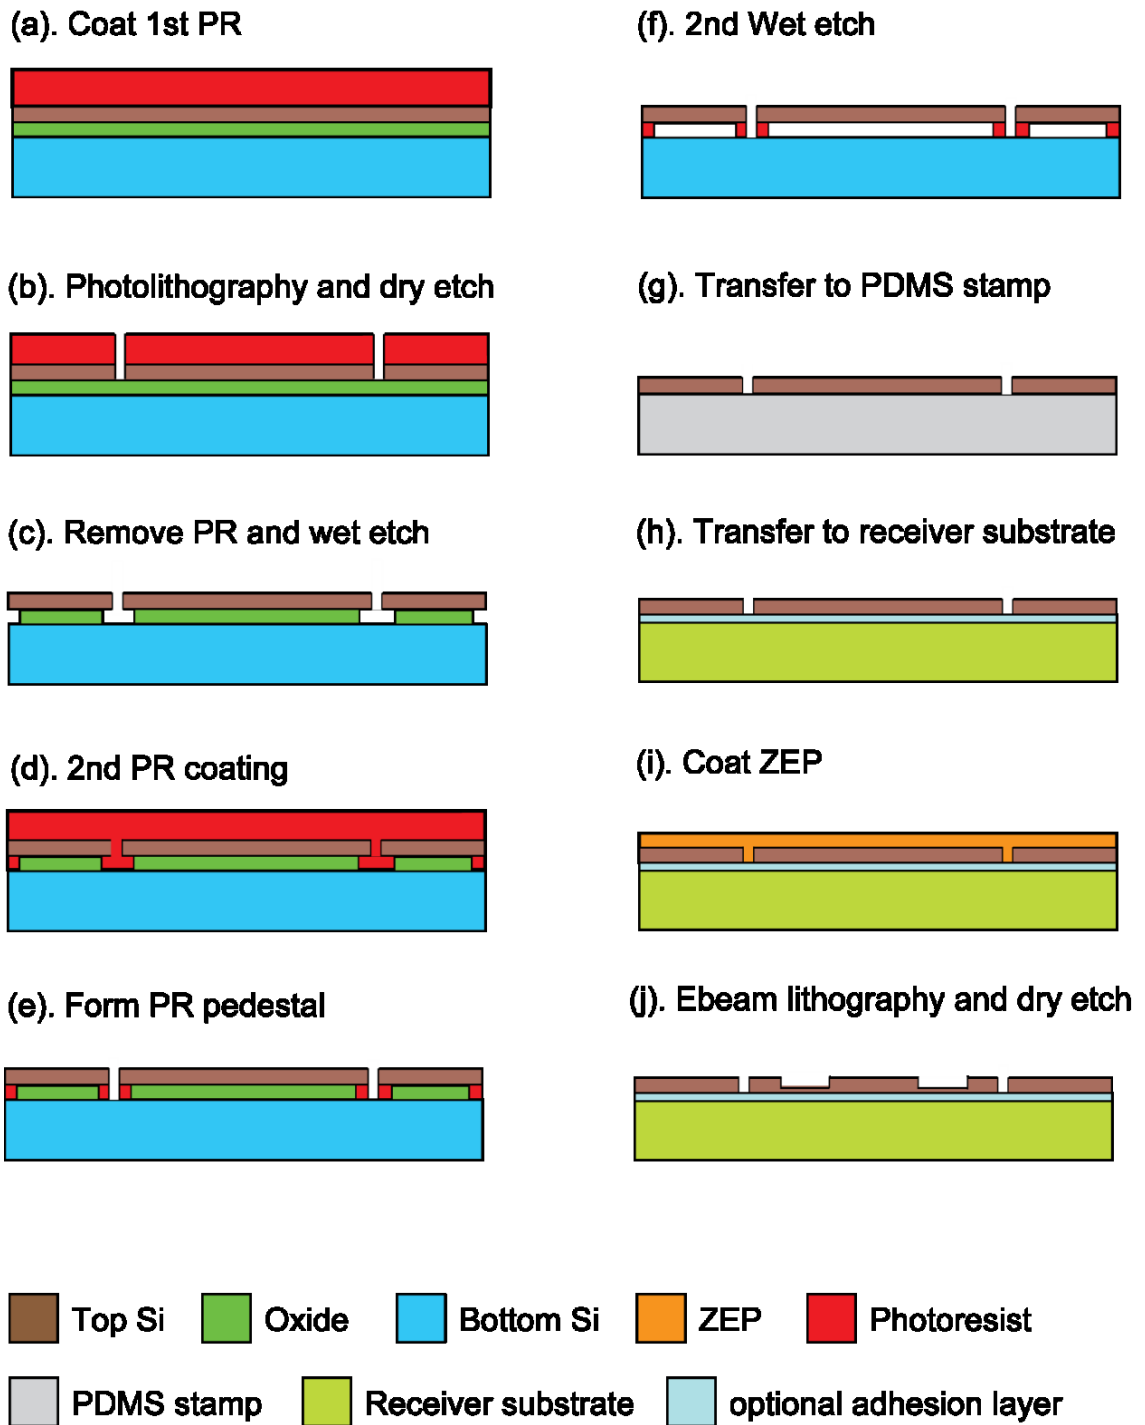 (a). Coat 1st PR
(b). Photolithography and dry etch
(c). Remove PR and wet etch
(d). 2nd PR coating
(e). Form PR pedestal
(f). 2nd Wet etch
(g). Transfer to PDMS stamp
(h). Transfer to receiver substrate
(i). Coat ZEP
(j). Ebeam lithography and dry etch
Top Si
Oxide
Bottom Si
ZEP
Photoresist
PDMS stamp
Receiver substrate
optional adhesion layer